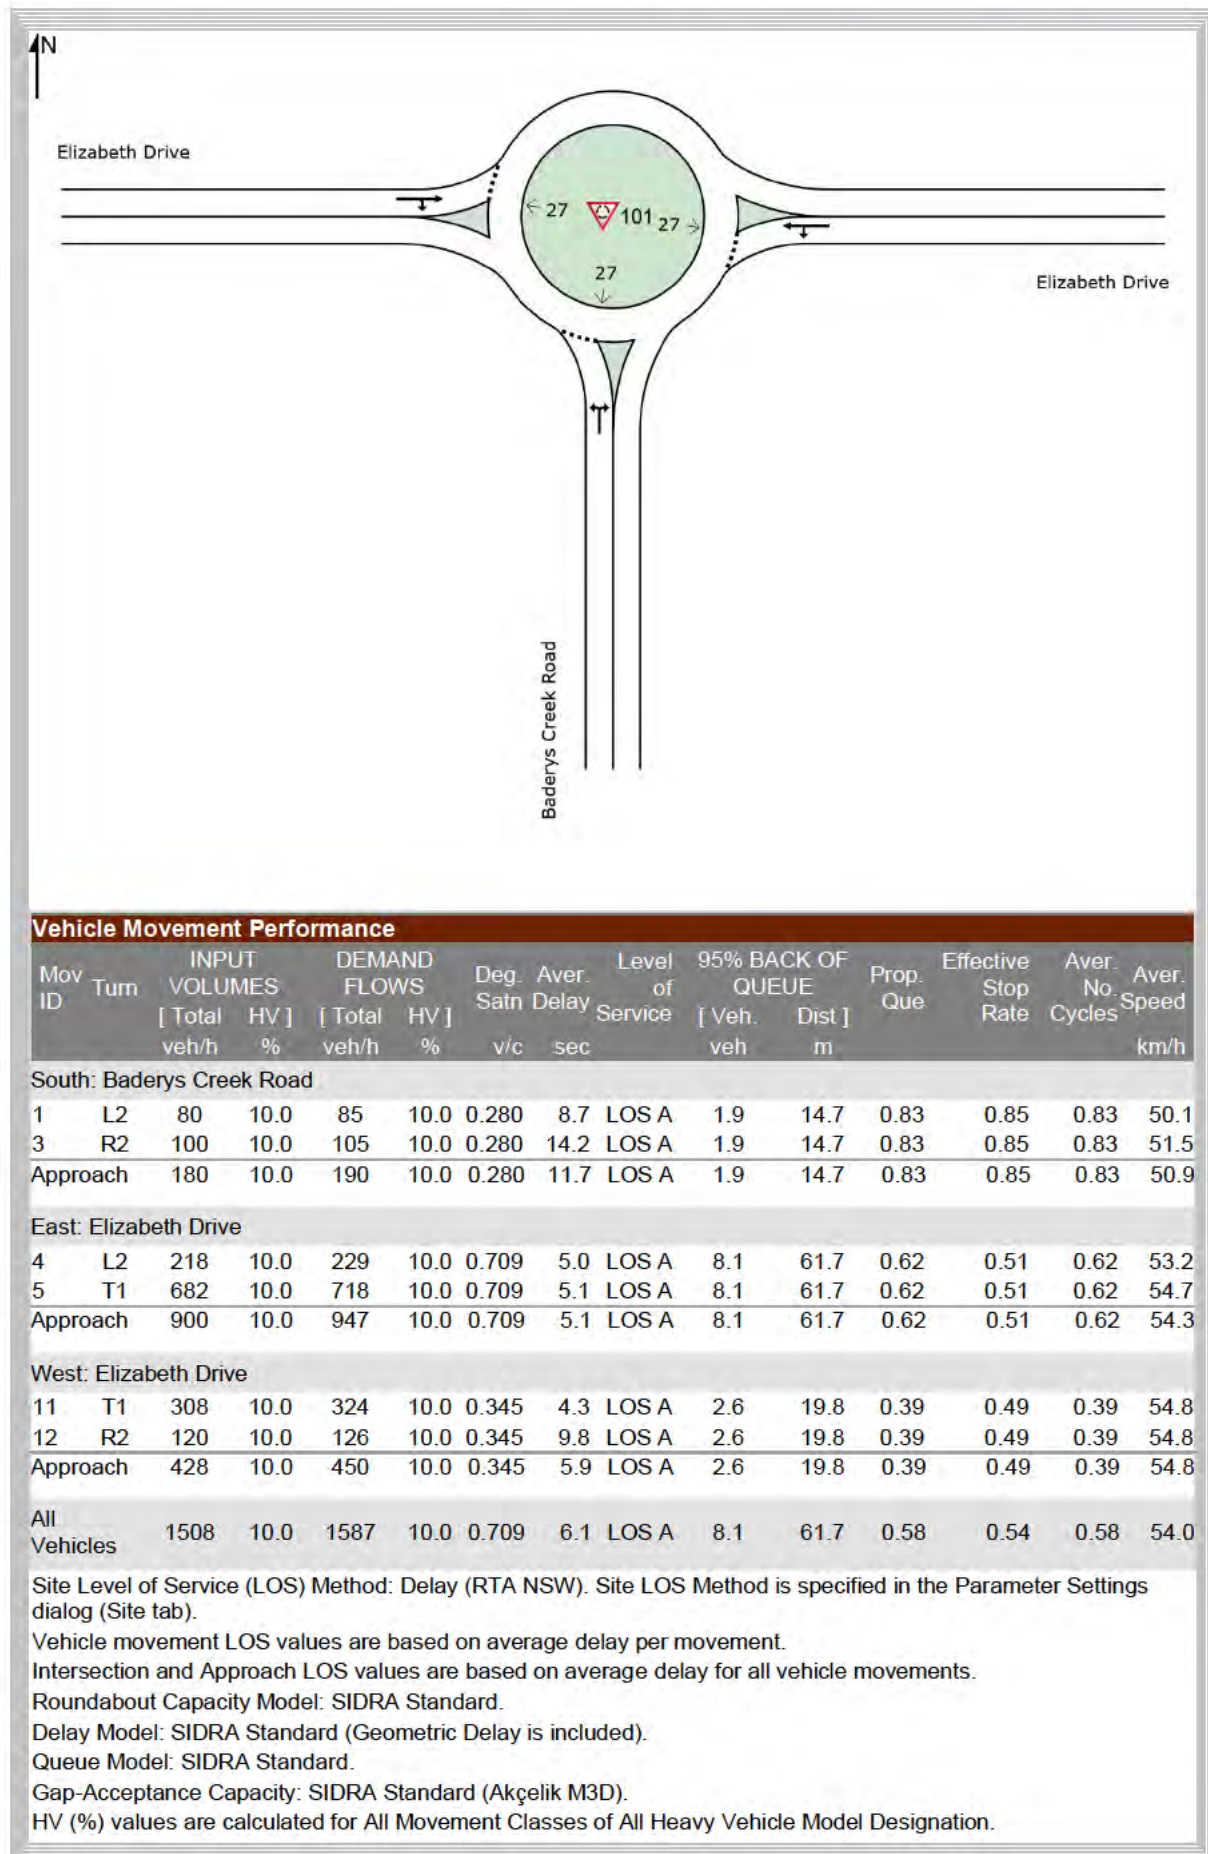 N
Elizabeth Drive
27
101
27
27
Elizabeth Drive
Baderys Creek Road
Vehicle Movement Performance
Mov ID Turn INPUT VOLUMES DEMAND FLOWS Deg. Satn Aver. Delay Level of Service 95% BACK OF QUEUE Prop. Que Effective Stop Rate Aver. No. Cycles Aver. Speed
[ Total HV ] [ Total HV ] [ Veh. Dist ]
veh/h % veh/h % v/c sec veh m km/h
South: Baderys Creek Road
1 L2 80 10.0 85 10.0 0.280 8.7 LOS A 1.9 14.7 0.83 0.85 0.83 50.1
3 R2 100 10.0 105 10.0 0.280 14.2 LOS A 1.9 14.7 0.83 0.85 0.83 51.5
Approach 180 10.0 190 10.0 0.280 11.7 LOS A 1.9 14.7 0.83 0.85 0.83 50.9
East: Elizabeth Drive
4 L2 218 10.0 229 10.0 0.709 5.0 LOS A 8.1 61.7 0.62 0.51 0.62 53.2
5 T1 682 10.0 718 10.0 0.709 5.1 LOS A 8.1 61.7 0.62 0.51 0.62 54.7
Approach 900 10.0 947 10.0 0.709 5.1 LOS A 8.1 61.7 0.62 0.51 0.62 54.3
West: Elizabeth Drive
11 T1 308 10.0 324 10.0 0.345 4.3 LOS A 2.6 19.8 0.39 0.49 0.39 54.8
12 R2 120 10.0 126 10.0 0.345 9.8 LOS A 2.6 19.8 0.39 0.49 0.39 54.8
Approach 428 10.0 450 10.0 0.345 5.9 LOS A 2.6 19.8 0.39 0.49 0.39 54.8
All Vehicles 1508 10.0 1587 10.0 0.709 6.1 LOS A 8.1 61.7 0.58 0.54 0.58 54.0
Site Level of Service (LOS) Method: Delay (RTA NSW). Site LOS Method is specified in the Parameter Settings
dialog (Site tab).
Vehicle movement LOS values are based on average delay per movement.
Intersection and Approach LOS values are based on average delay for all vehicle movements.
Roundabout Capacity Model: SIDRA Standard.
Delay Model: SIDRA Standard (Geometric Delay is included).
Queue Model: SIDRA Standard.
Gap-Acceptance Capacity: SIDRA Standard (Akçelik M3D).
HV (%) values are calculated for All Movement Classes of All Heavy Vehicle Model Designation.